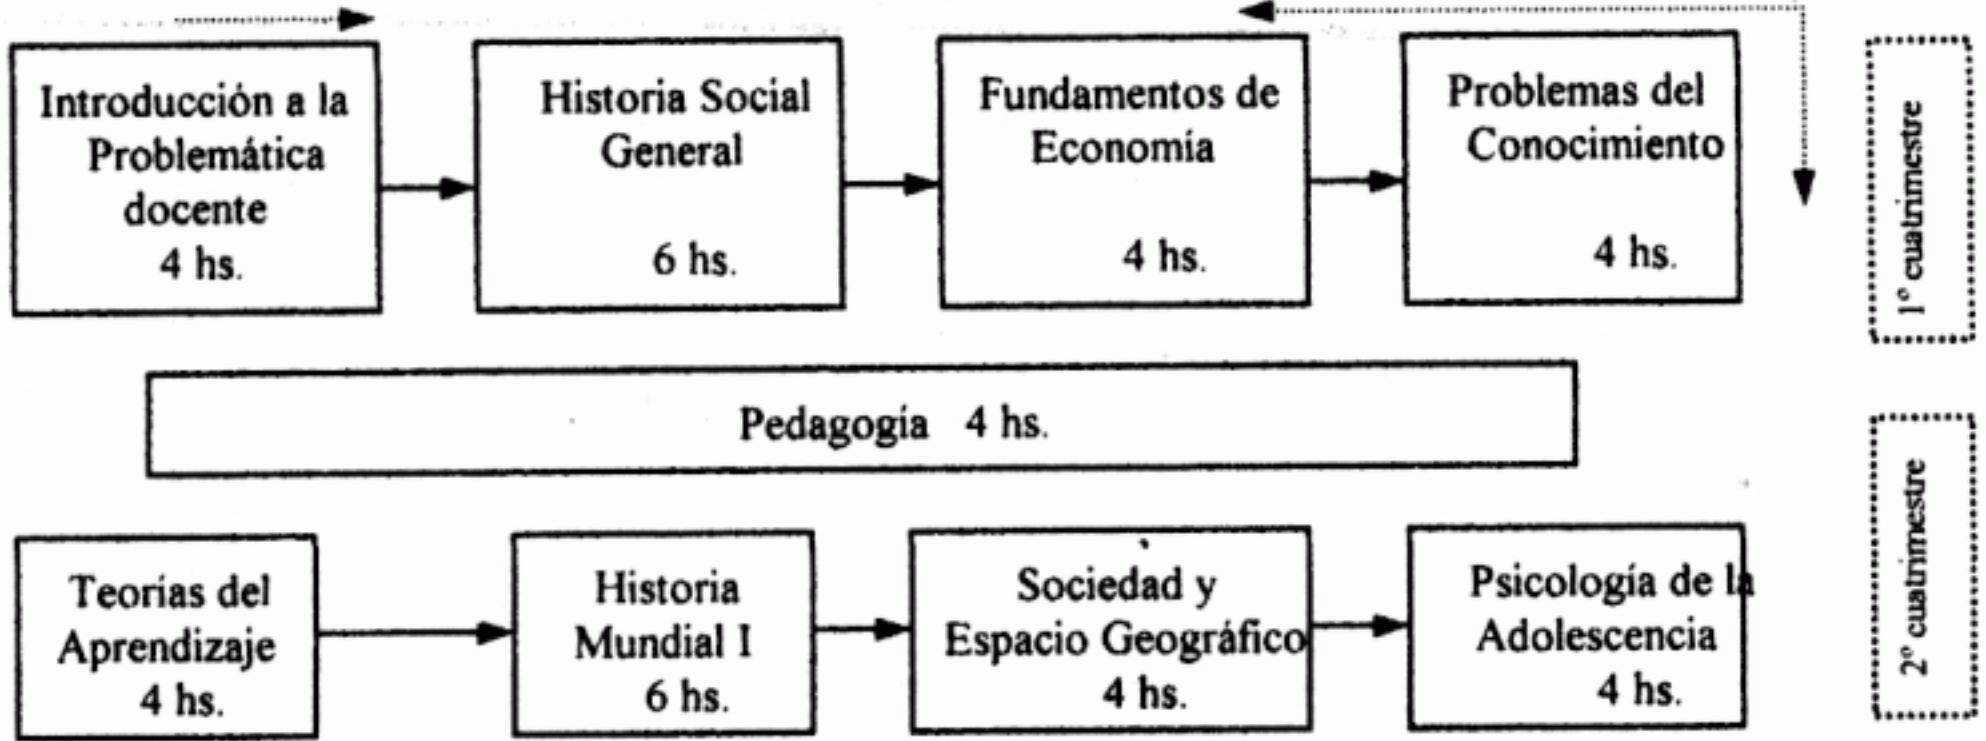 Introducción a la
Problemática
docente
4 hs.
Historia Social
General
6 hs.
Fundamentos de
Economía
4 hs.
Problemas del
Conocimiento
4 hs.
1º cuatrimestre
Pedagogía 4 hs.
Teorías del
Aprendizaje
4 hs.
Historia
Mundial I
6 hs.
Sociedad y
Espacio Geográfico
4 hs.
Psicología de la
Adolescencia
4 hs.
2º cuatrimestre